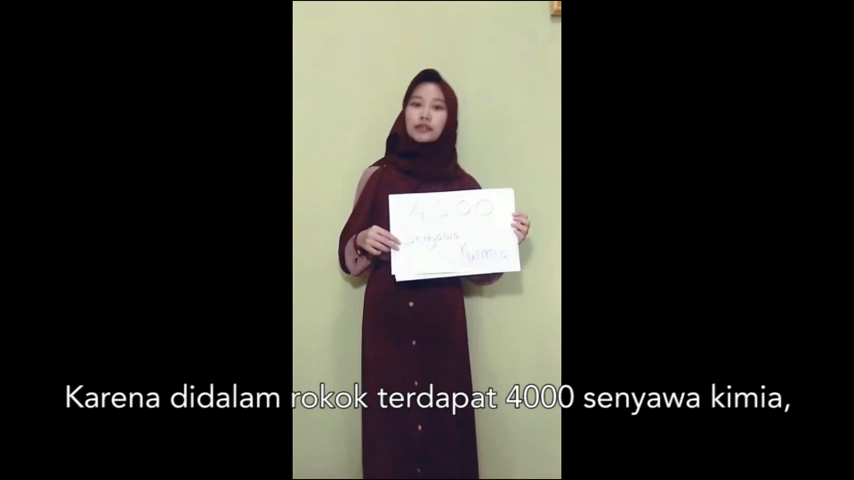 4000
senyawa
Kimia
Karena didalam rokok terdapat 4000 senyawa kimia,